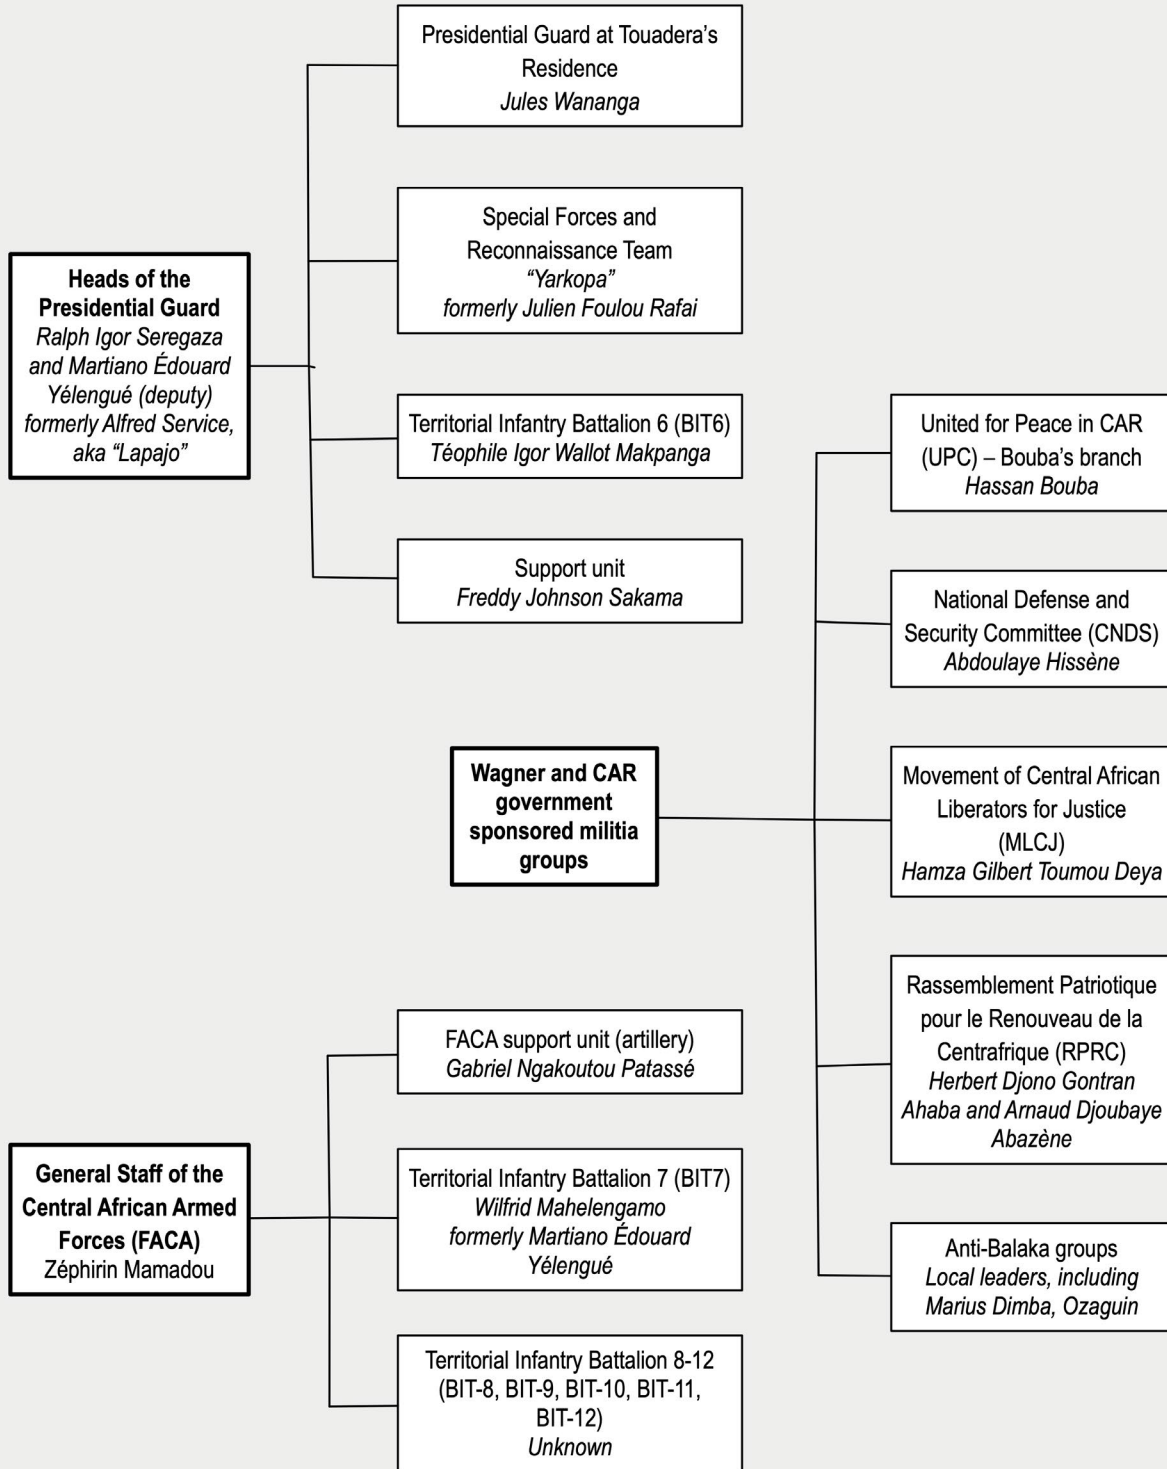 Presidential Guard at Touadera's
Residence
Jules Wananga
Special Forces and
Reconnaissance Team
“Yarkopa”
formerly Julien Foulou Rafai
Heads of the
Presidential Guard
Ralph Igor Seregaza
and Martiano Édouard
Yélengué (deputy)
formerly Alfred Service,
aka “Lapajo”
Territorial Infantry Battalion 6 (BIT6)
Téophile Igor Wallot Makpanga
Support unit
Freddy Johnson Sakama
United for Peace in CAR
(UPC) – Bouba's branch
Hassan Bouba
National Defense and
Security Committee (CNDS)
Abdoulaye Hissène
Wagner and CAR
government
sponsored militia
groups
Movement of Central African
Liberators for Justice
(MLCJ)
Hamza Gilbert Toumou Deya
Rassemblement Patriotique
pour le Renouveau de la
Centrafrique (RPRC)
Herbert Djono Gontran
Ahaba and Arnaud Djoubaye
Abazène
Anti-Balaka groups
Local leaders, including
Marius Dimba, Ozaguin
FACA support unit (artillery)
Gabriel Ngakoutou Patassé
General Staff of the
Central African Armed
Forces (FACA)
Zéphirin Mamadou
Territorial Infantry Battalion 7 (BIT7)
Wilfrid Mahelengamo
formerly Martiano Édouard
Yélengué
Territorial Infantry Battalion 8-12
(BIT-8, BIT-9, BIT-10, BIT-11,
BIT-12)
Unknown